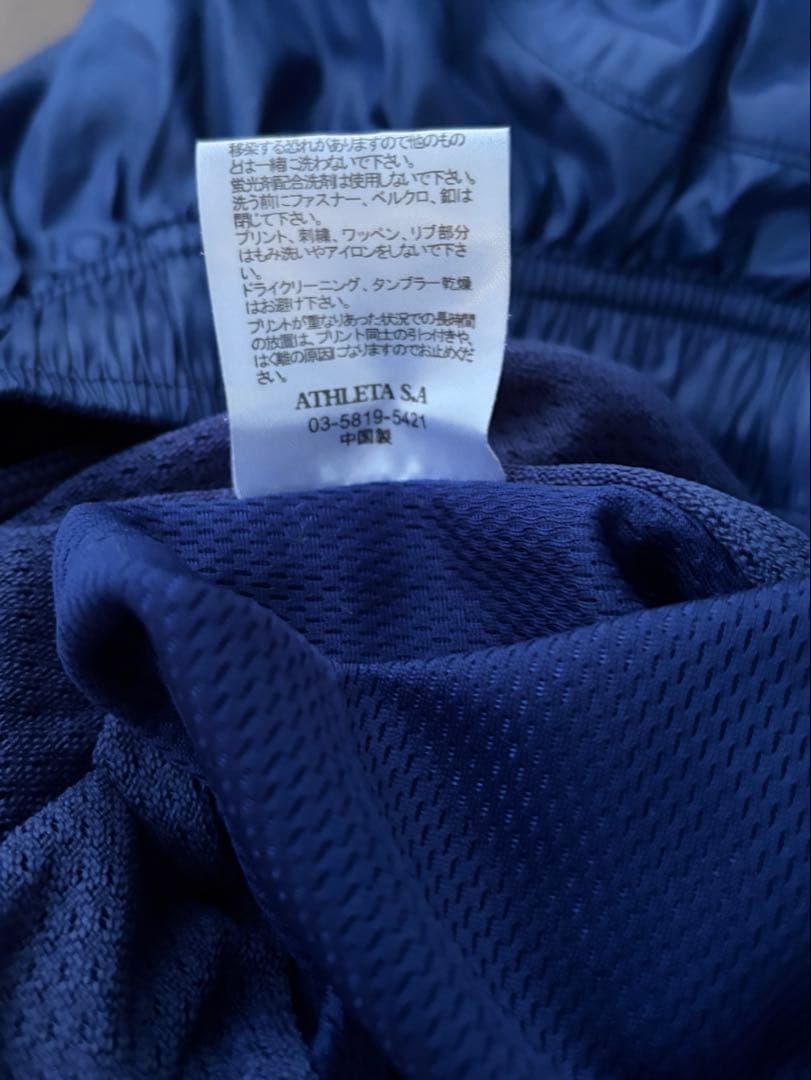 移染する恐れがありますので他のもの
とは一緒に洗わないで下さい。
蛍光剤配合洗剤は使用しないで下さい。
洗う前にファスナー、ベルクロ、釦は
閉じて下さい。
プリント、刺繍、ワッペン、リブ部分
はもみ洗いやアイロンをしないで下さ
い。
ドライクリーニング、タンブラー乾燥
はお避け下さい。
プリントが重なりあった状況での長時間
の放置は、プリント同士の引っ付きや、
はく離の原因になりますのでお止めくだ
さい。
ATHLETA S.A
03-5819-5421
中国製